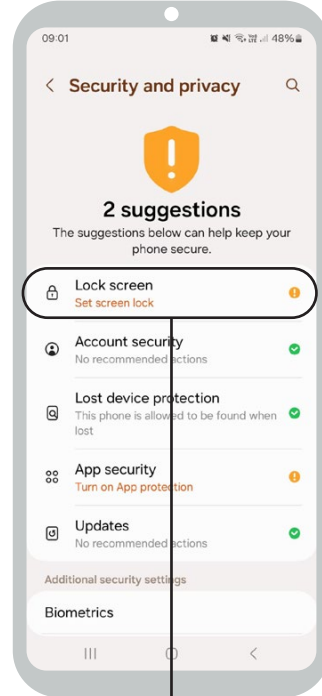 09:01
48%
Security and privacy
2 suggestions
The suggestions below can help keep your
phone secure.
Lock screen
Set screen lock
Account security
No recommended actions
Lost device protection
This phone is allowed to be found when
lost
App security
Turn on App protection
Updates
No recommended actions
Additional security settings
Biometrics